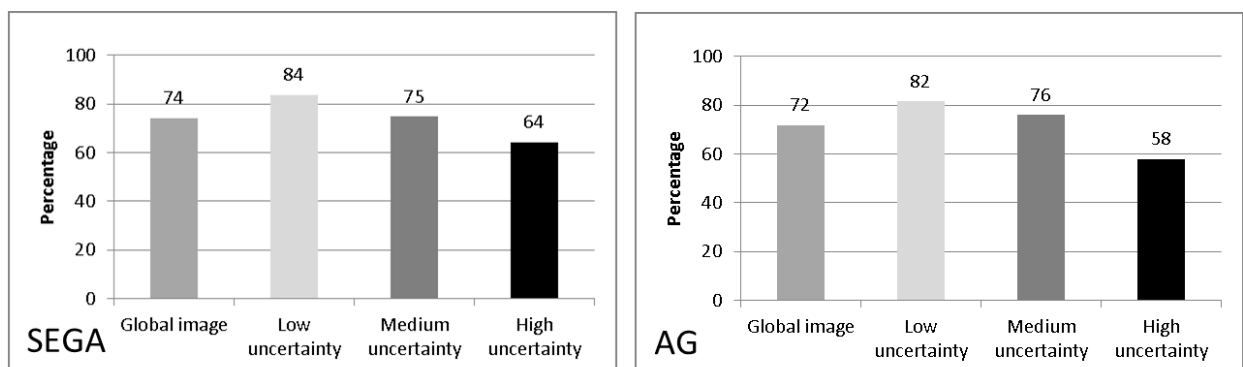 100
80
60
40
20
0
Percentage
74
84
75
64
Global image
Low uncertainty
Medium uncertainty
High uncertainty
SEGA
100
80
60
40
20
0
Percentage
72
82
76
58
Global image
Low uncertainty
Medium uncertainty
High uncertainty
AG